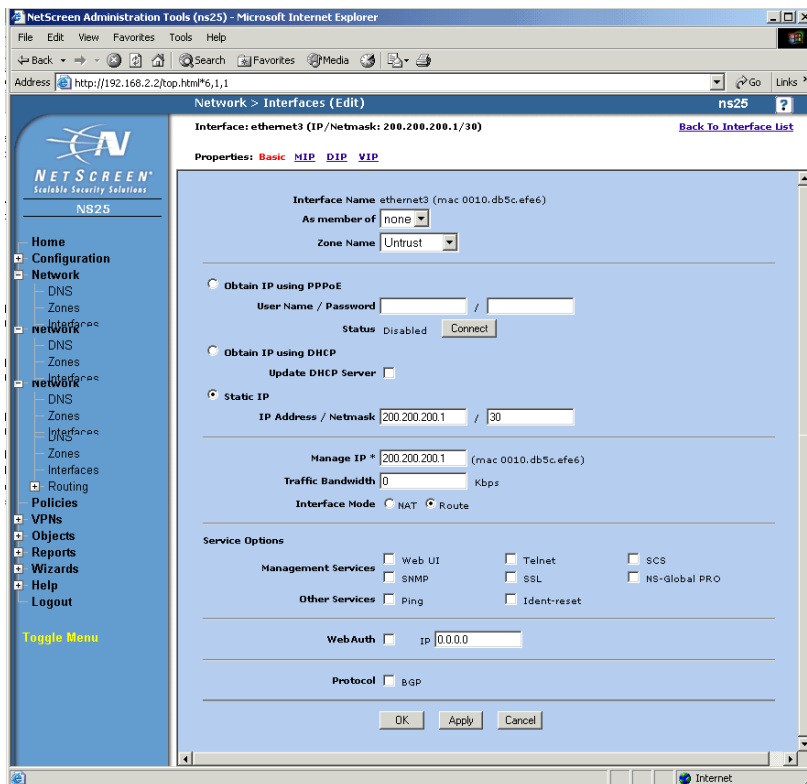 NetScreen Administration Tools (ns25) - Microsoft Internet Explorer
File Edit View Favorites Tools Help
Back Search Favorites Media
Address http://192.168.2.2/top.html*6,1,1 Go Links
Network > Interfaces (Edit) ns25 ?
Interface: ethernet3 (IP/Netmask: 200.200.200.1/30) Back To Interface List
Properties: Basic MIP DIP VIP
N
NETSCREEN
Scalable Security Solutions
NS25
Home
Configuration
Network
DNS
Zones
Interfaces
Network
DNS
Zones
Interfaces
Network
DNS
Zones
Interfaces
DNS
Zones
Interfaces
Routing
Policies
VPNs
Objects
Reports
Wizards
Help
Logout
Toggle Menu
Interface Name ethernet3 (mac 0010.db5c.efe6)
As member of none
Zone Name Untrust
Obtain IP using PPPoE
User Name / Password /
Status Disabled Connect
Obtain IP using DHCP
Update DHCP Server
Static IP
IP Address / Netmask 200.200.200.1 / 30
Manage IP * 200.200.200.1 (mac 0010.db5c.efe6)
Traffic Bandwidth 0 Kbps
Interface Mode NAT Route
Service Options
Management Services Web UI Telnet SCS
SNMP SSL NS-Global PRO
Other Services Ping Ident-reset
WebAuth IP 0.0.0.0
Protocol BGP
OK Apply Cancel
Internet